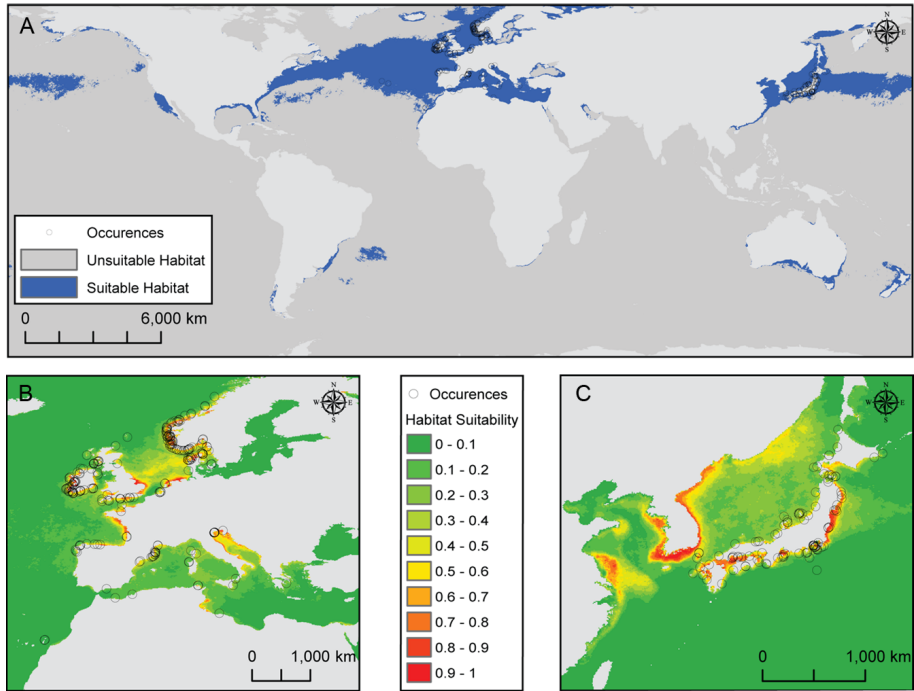 A
N
W E
S
Occurences
Unsuitable Habitat
Suitable Habitat
0 6,000 km
B
N
W E
S
0 1,000 km
Occurences
Habitat Suitability
0 - 0.1
0.1 - 0.2
0.2 - 0.3
0.3 - 0.4
0.4 - 0.5
0.5 - 0.6
0.6 - 0.7
0.7 - 0.8
0.8 - 0.9
0.9 - 1
C
N
W E
S
0 1,000 km